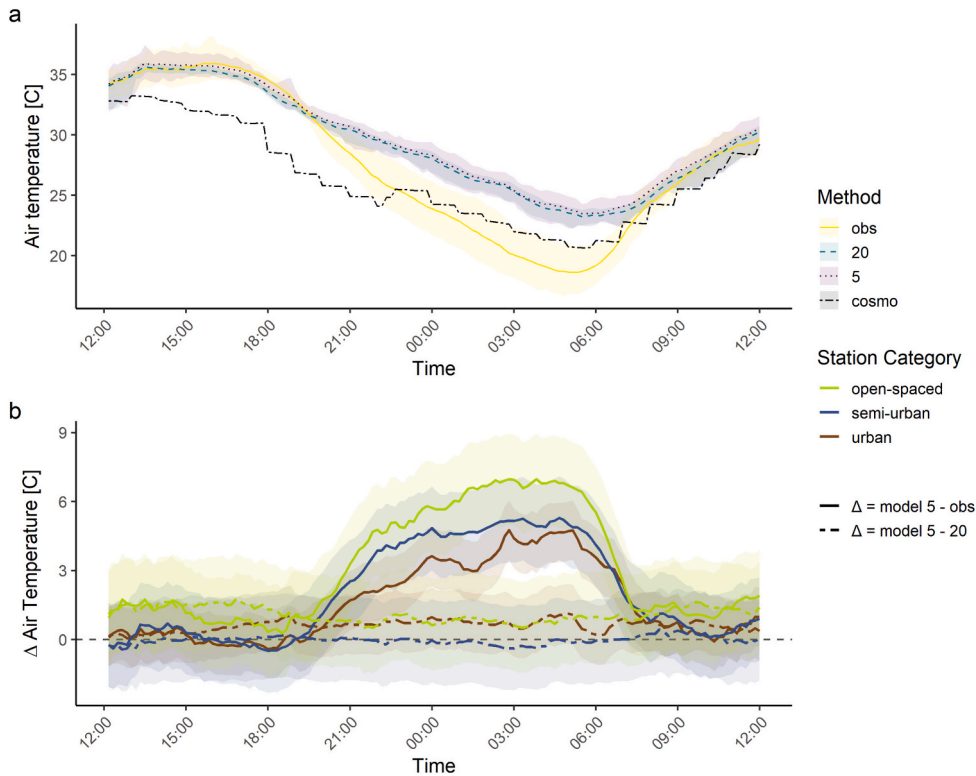 a
Air temperature [C]
35
30
25
20
12:00 15:00 18:00 21:00 00:00 03:00 06:00 09:00 12:00
Time
b
Δ Air Temperature [C]
9
6
3
0
12:00 15:00 18:00 21:00 00:00 03:00 06:00 09:00 12:00
Time
Method
obs
20
5
cosmo
Station Category
open-spaced
semi-urban
urban
Δ = model 5 - obs
Δ = model 5 - 20